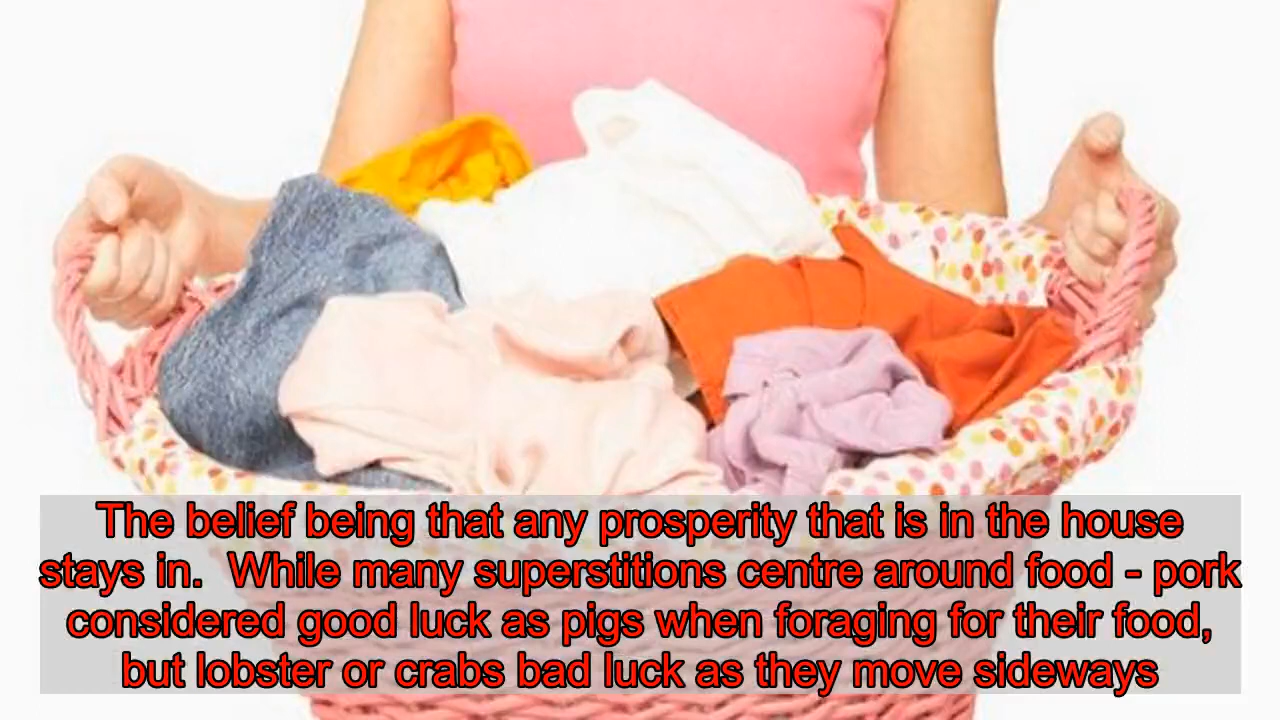 The belief being that any prosperity that is in the house
stays in.  While many superstitions centre around food - pork
considered good luck as pigs when foraging for their food,
but lobster or crabs bad luck as they move sideways